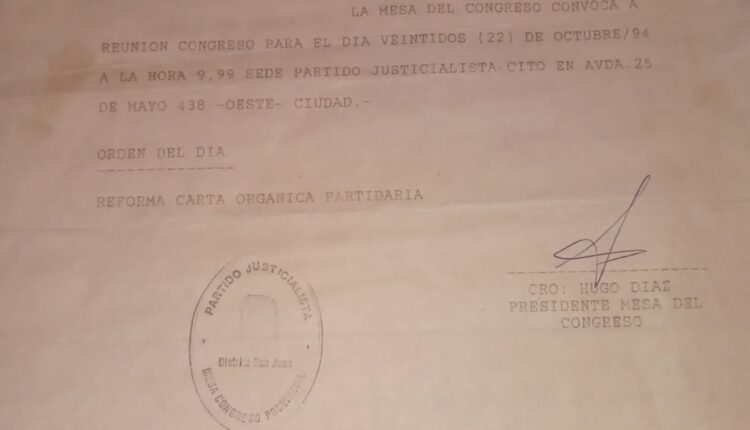 LA MESA DEL CONGRESO CONVOCA A
REUNION CONGRESO PARA EL DIA VEINTIDOS (22) DE OCTUBRE/94
A LA HORA 9,99 SEDE PARTIDO JUSTICIALISTA.CITO EN AVDA.25
DE MAYO 438 -OESTE- CIUDAD.-
ORDEN DEL DIA
REFORMA CARTA ORGANICA PARTIDARIA
CRO: HUGO DIAZ
PRESIDENTE MESA DEL
CONGRESO
PARTIDO JUSTICIALISTA
Distrito San Juan
MESA CONGRESO PROVINCIAL